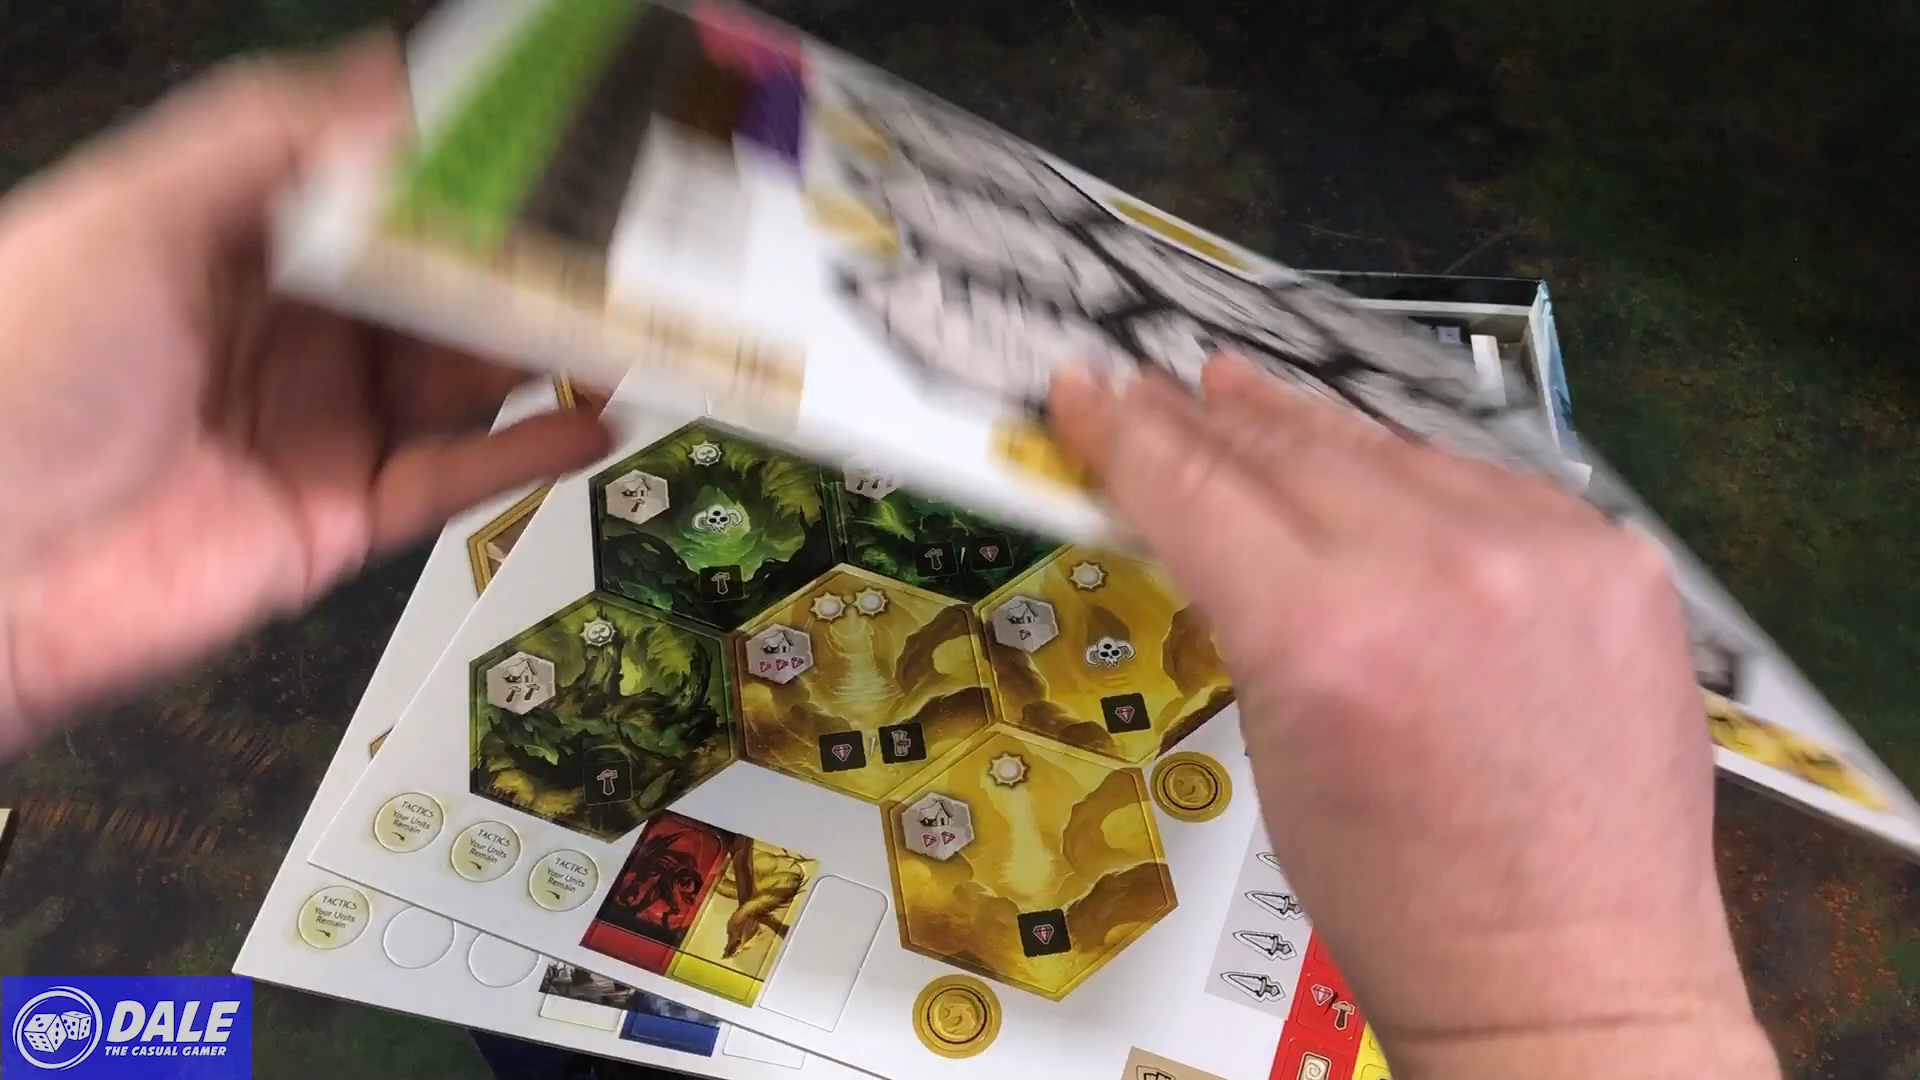 TACTICS
Your Units
Remain
TACTICS
Your Units
Remain
TACTICS
Your Units
Remain
TACTICS
Your Units
Remain
DALE
THE CASUAL GAMER